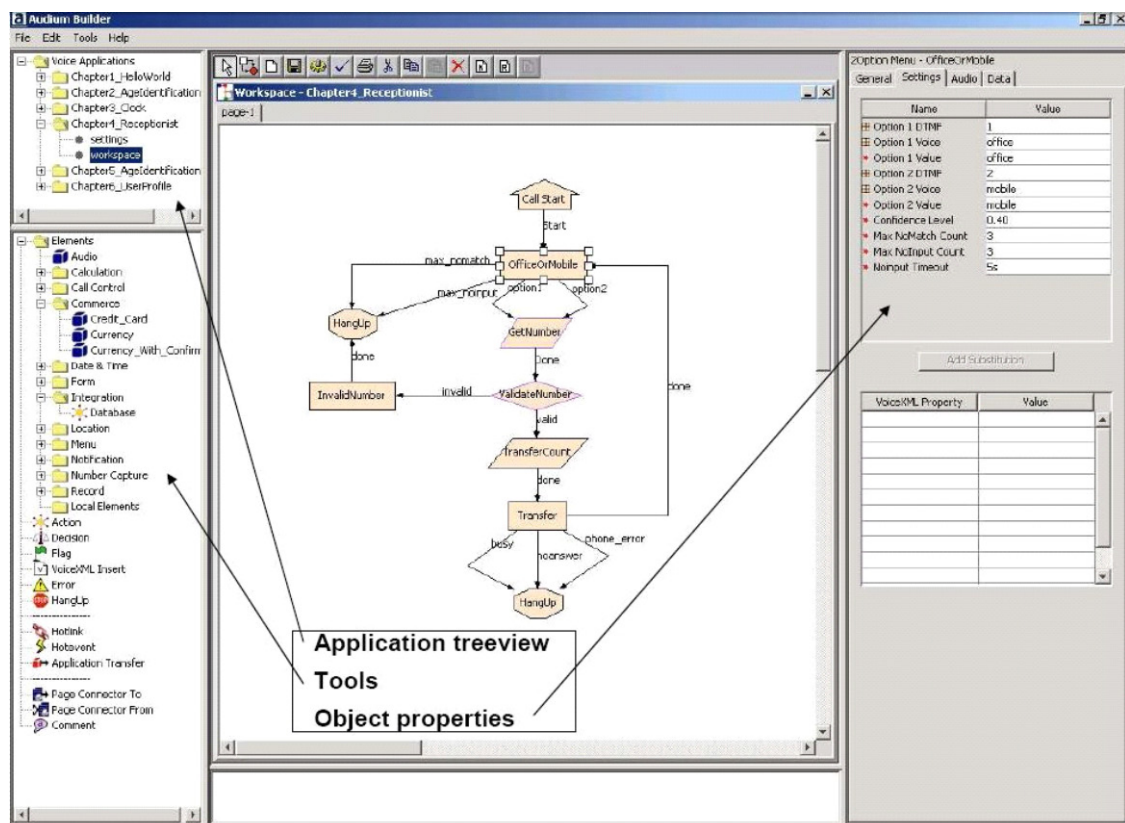 Audium Builder
File Edit Tools Help
Voice Applications
Chapter1_HelloWorld
Chapter2_AgeIdentification
Chapter3_Clock
Chapter4_Receptionist
settings
workspace
Chapter5_AgeIdentification
Chapter6_UserProfile
Elements
Audio
Calculation
Call Control
Commerce
Credit_Card
Currency
Currency_With_Confirm
Date & Time
Form
Integration
Database
Location
Menu
Notification
Number Capture
Record
Local Elements
Action
Decision
Flag
VoiceXML Insert
Error
HangUp
Hotlink
Hotevent
Application Transfer
Page Connector To
Page Connector From
Comment
Workspace - Chapter4_Receptionist
page-1
Call Start
Start
max_nomatch
OfficeOrMobile
max_noinput
option1
option2
HangUp
GetNumber
done
Done
InvalidNumber
invalid
ValidateNumber
done
valid
TransferCount
done
Transfer
busy
noanswer
phone_error
HangUp
Application treeview
Tools
Object properties
2Option Menu - OfficeOrMobile
General Settings Audio Data
Name Value
Option 1 DTMF 1
Option 1 Voice office
Option 1 Value office
Option 2 DTMF 2
Option 2 Voice mobile
Option 2 Value mobile
Confidence Level 0.40
Max NoMatch Count 3
Max NoInput Count 3
Noinput Timeout 5s
Add Substitution
VoiceXML Property Value